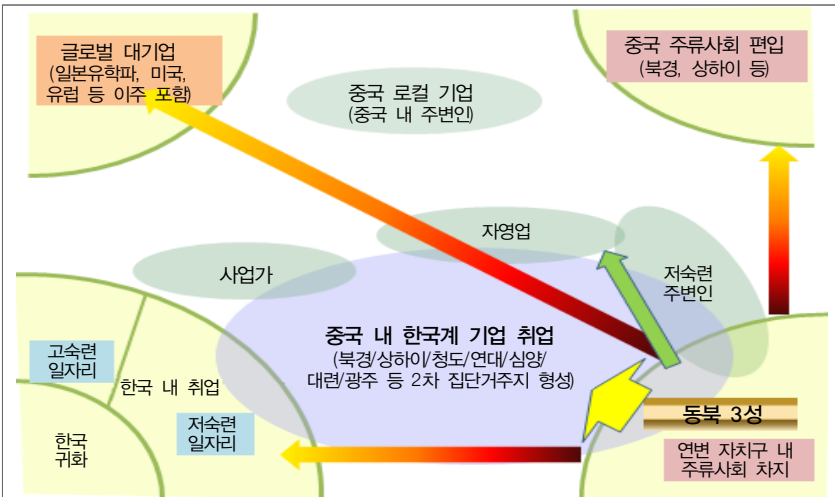 글로벌 대기업
(일본유학파, 미국,
유럽 등 이주 포함)
중국 로컬 기업
(중국 내 주변인)
중국 주류사회 편입
(북경, 상하이 등)
자영업
사업가
저숙련
주변인
중국 내 한국계 기업 취업
(북경/상하이/청도/연대/심양/
대련/광주 등 2차 집단거주지 형성)
고숙련
일자리
한국 내 취업
저숙련
일자리
한국
귀화
동북 3성
연변 자치구 내
주류사회 차지